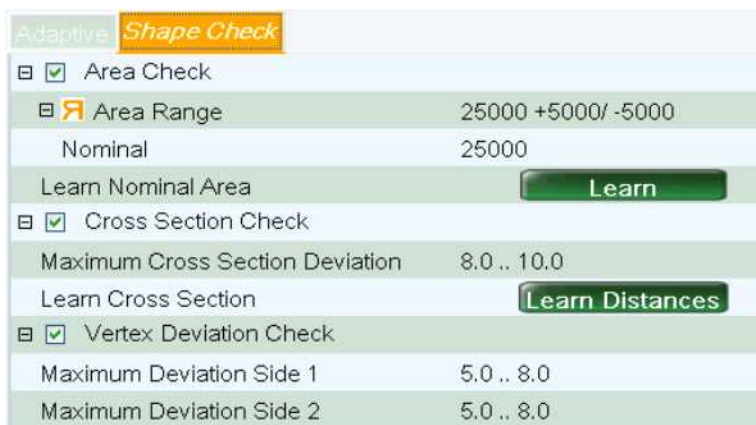 Adaptive Shape Check
Area Check
Area Range 25000 +5000/ -5000
Nominal 25000
Learn Nominal Area Learn
Cross Section Check
Maximum Cross Section Deviation 8.0 .. 10.0
Learn Cross Section Learn Distances
Vertex Deviation Check
Maximum Deviation Side 1 5.0 .. 8.0
Maximum Deviation Side 2 5.0 .. 8.0